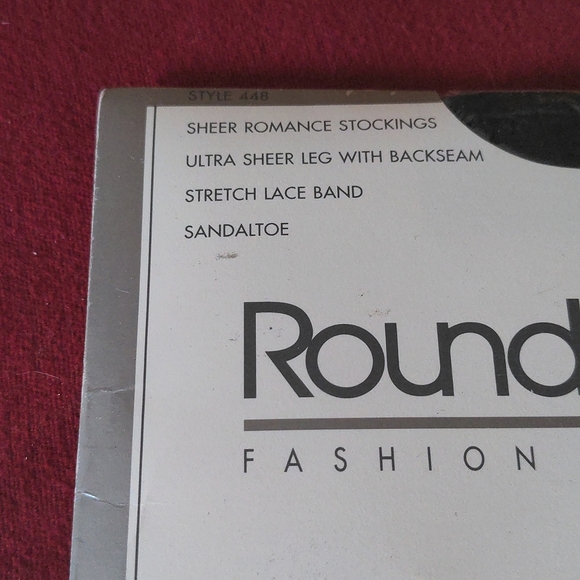 STYLE 448
SHEER ROMANCE STOCKINGS
ULTRA SHEER LEG WITH BACKSEAM
STRETCH LACE BAND
SANDALTOE
Round
FASHION